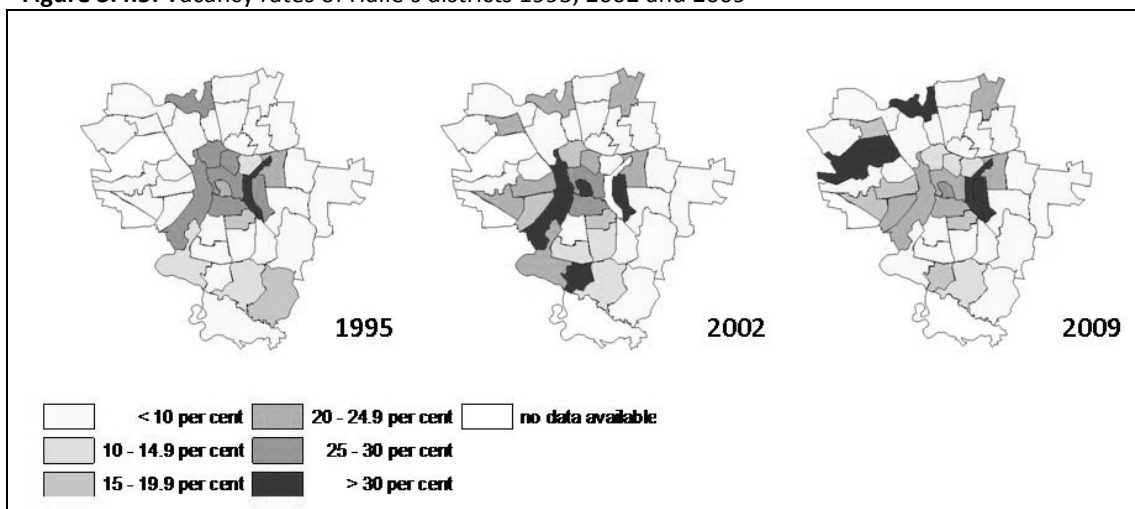 Figure Vacancy rates of Halle's districts 1995, 2002 and 2009
1995 2002 2009
< 10 per cent 20 - 24.9 per cent no data available
10 - 14.9 per cent 25 - 30 per cent
15 - 19.9 per cent > 30 per cent